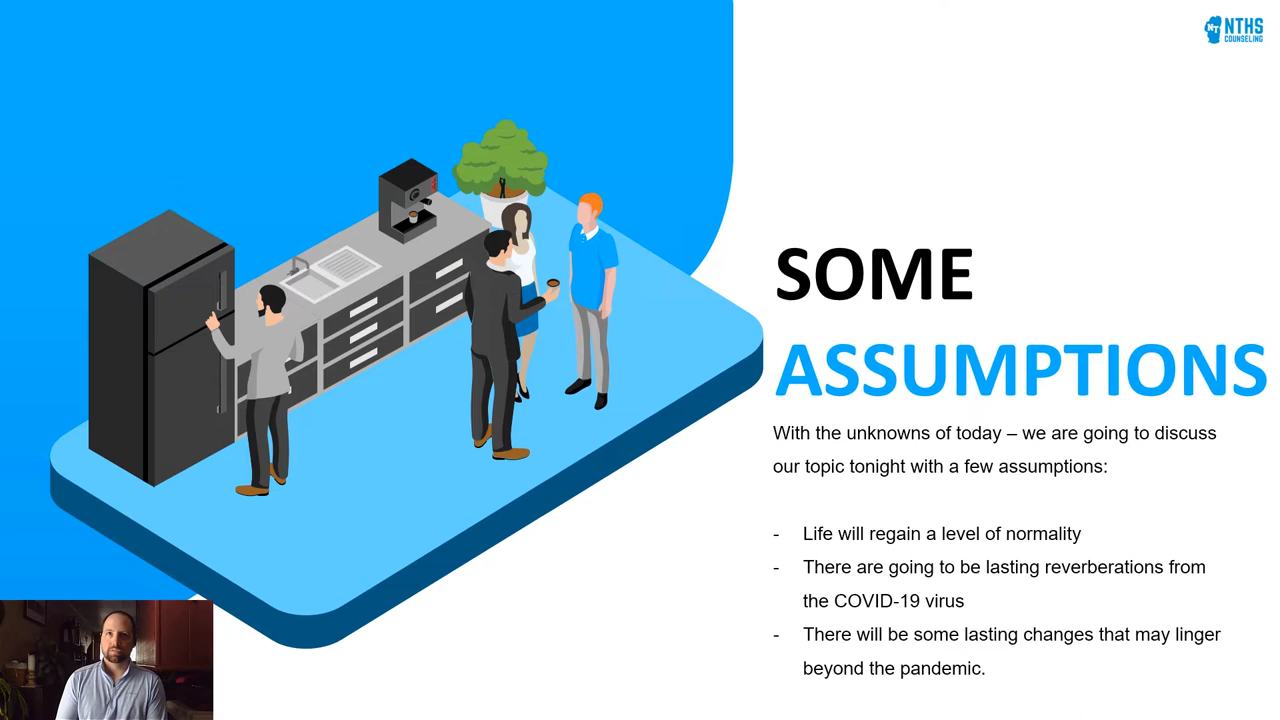 NT NTHS
COUNSELING
SOME
ASSUMPTIONS
With the unknowns of today – we are going to discuss
our topic tonight with a few assumptions:
- Life will regain a level of normality
- There are going to be lasting reverberations from
the COVID-19 virus
- There will be some lasting changes that may linger
beyond the pandemic.